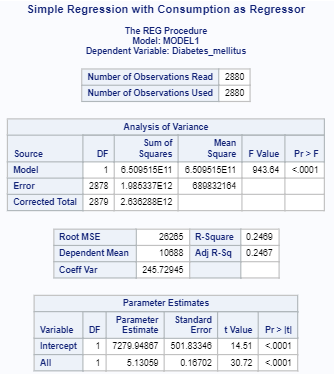 Simple Regression with Consumption as Regressor
The REG Procedure
Model: MODEL1
Dependent Variable: Diabetes_mellitus
Number of Observations Read 2880
Number of Observations Used 2880
Analysis of Variance
Source DF Sum of Squares Mean Square F Value Pr > F
Model 1 6.509515E11 6.509515E11 943.64 <.0001
Error 2878 1.985337E12 689832164
Corrected Total 2879 2.636288E12
Root MSE 26265 R-Square 0.2469
Dependent Mean 10688 Adj R-Sq 0.2467
Coeff Var 245.72945
Parameter Estimates
Variable DF Parameter Estimate Standard Error t Value Pr > |t|
Intercept 1 7279.94867 501.83346 14.51 <.0001
All 1 5.13059 0.16702 30.72 <.0001